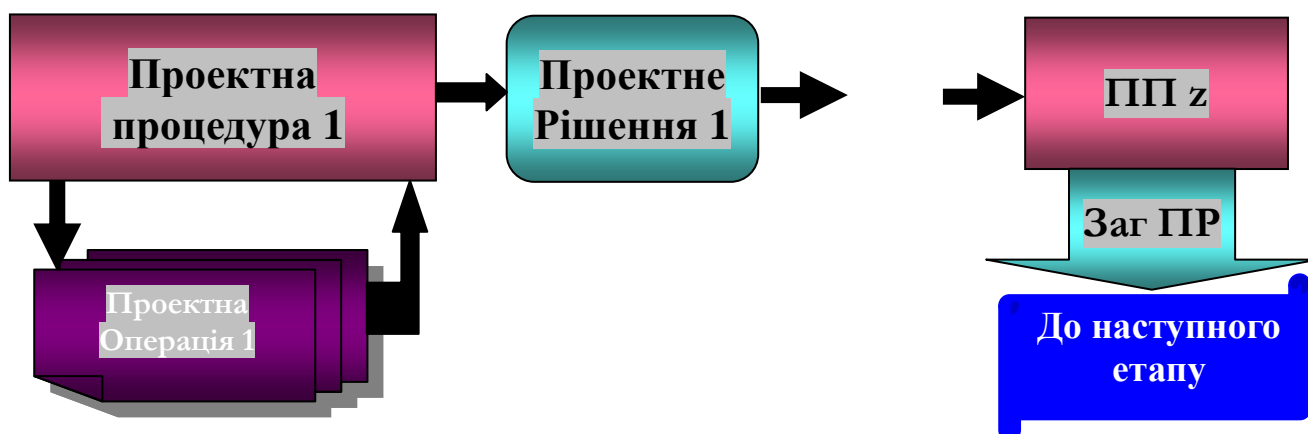 Проектна
процедура 1
Проектне
Рішення 1
ПП z
Заг ПР
Проектна
Операція 1
До наступного
етапу